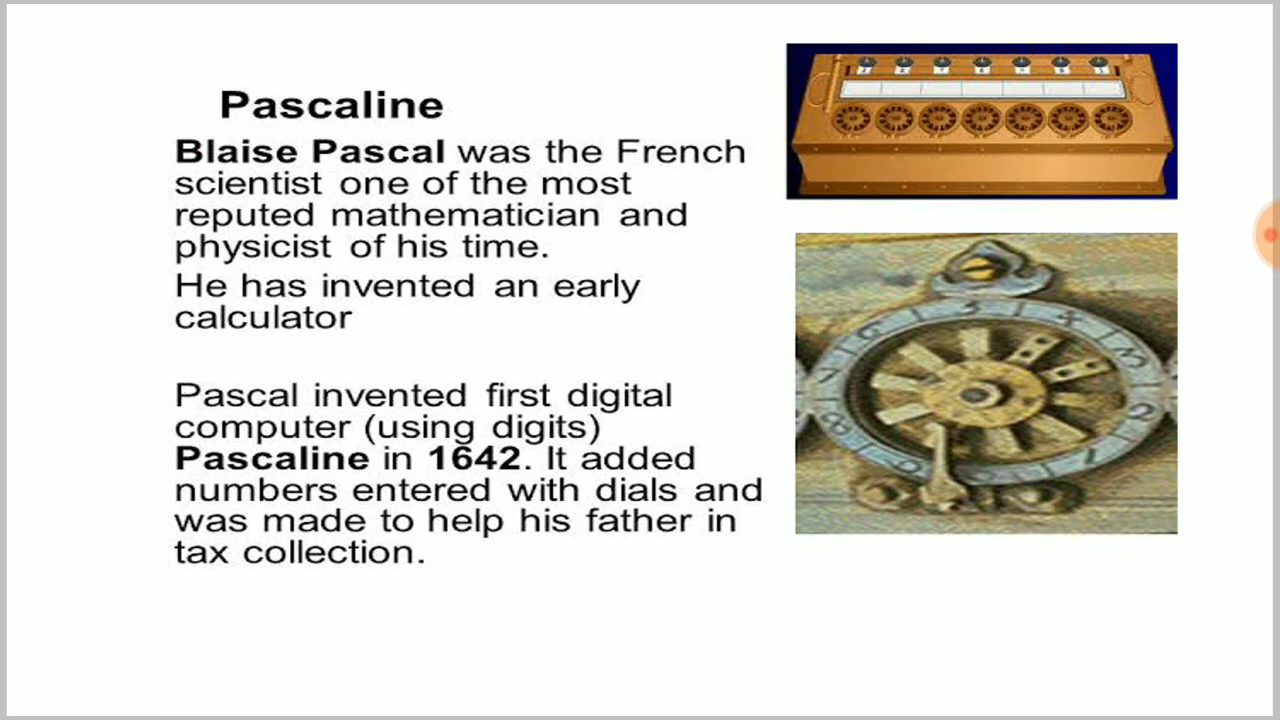 Pascaline
Blaise Pascal was the French
scientist one of the most
reputed mathematician and
physicist of his time.
He has invented an early
calculator
Pascal invented first digital
computer (using digits)
Pascaline in 1642. It added
numbers entered with dials and
was made to help his father in
tax collection.